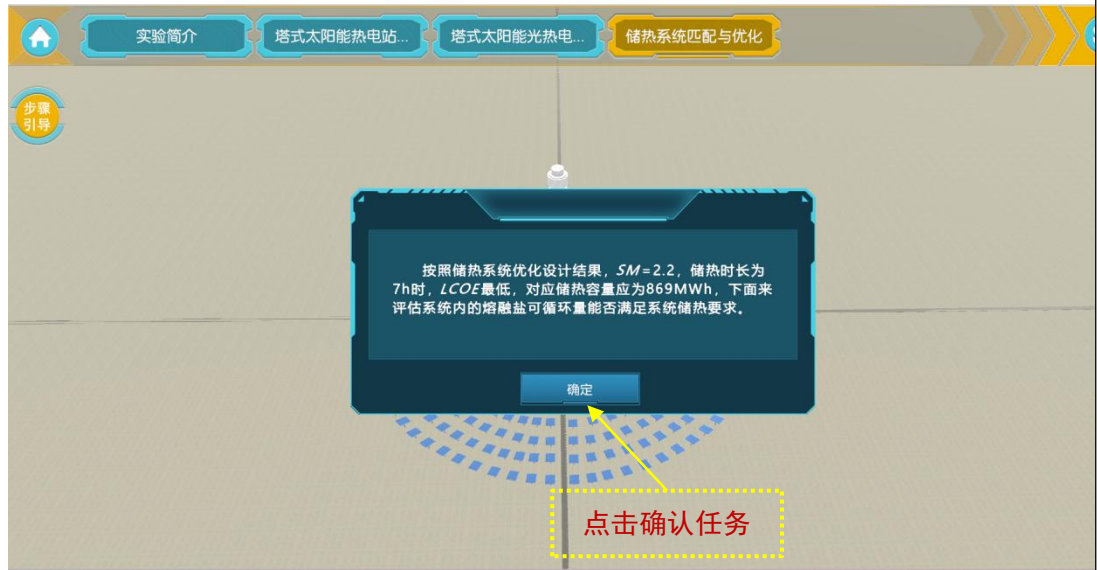 实验简介
塔式太阳能热电站...
塔式太阳能光热电...
储热系统匹配与优化
步骤
引导
按照储热系统优化设计结果，SM=2.2，储热时长为
7h时，LCOE最低，对应储热容量应为869MWh，下面来
评估系统内的熔融盐可循环量能否满足系统储热要求。
确定
点击确认任务